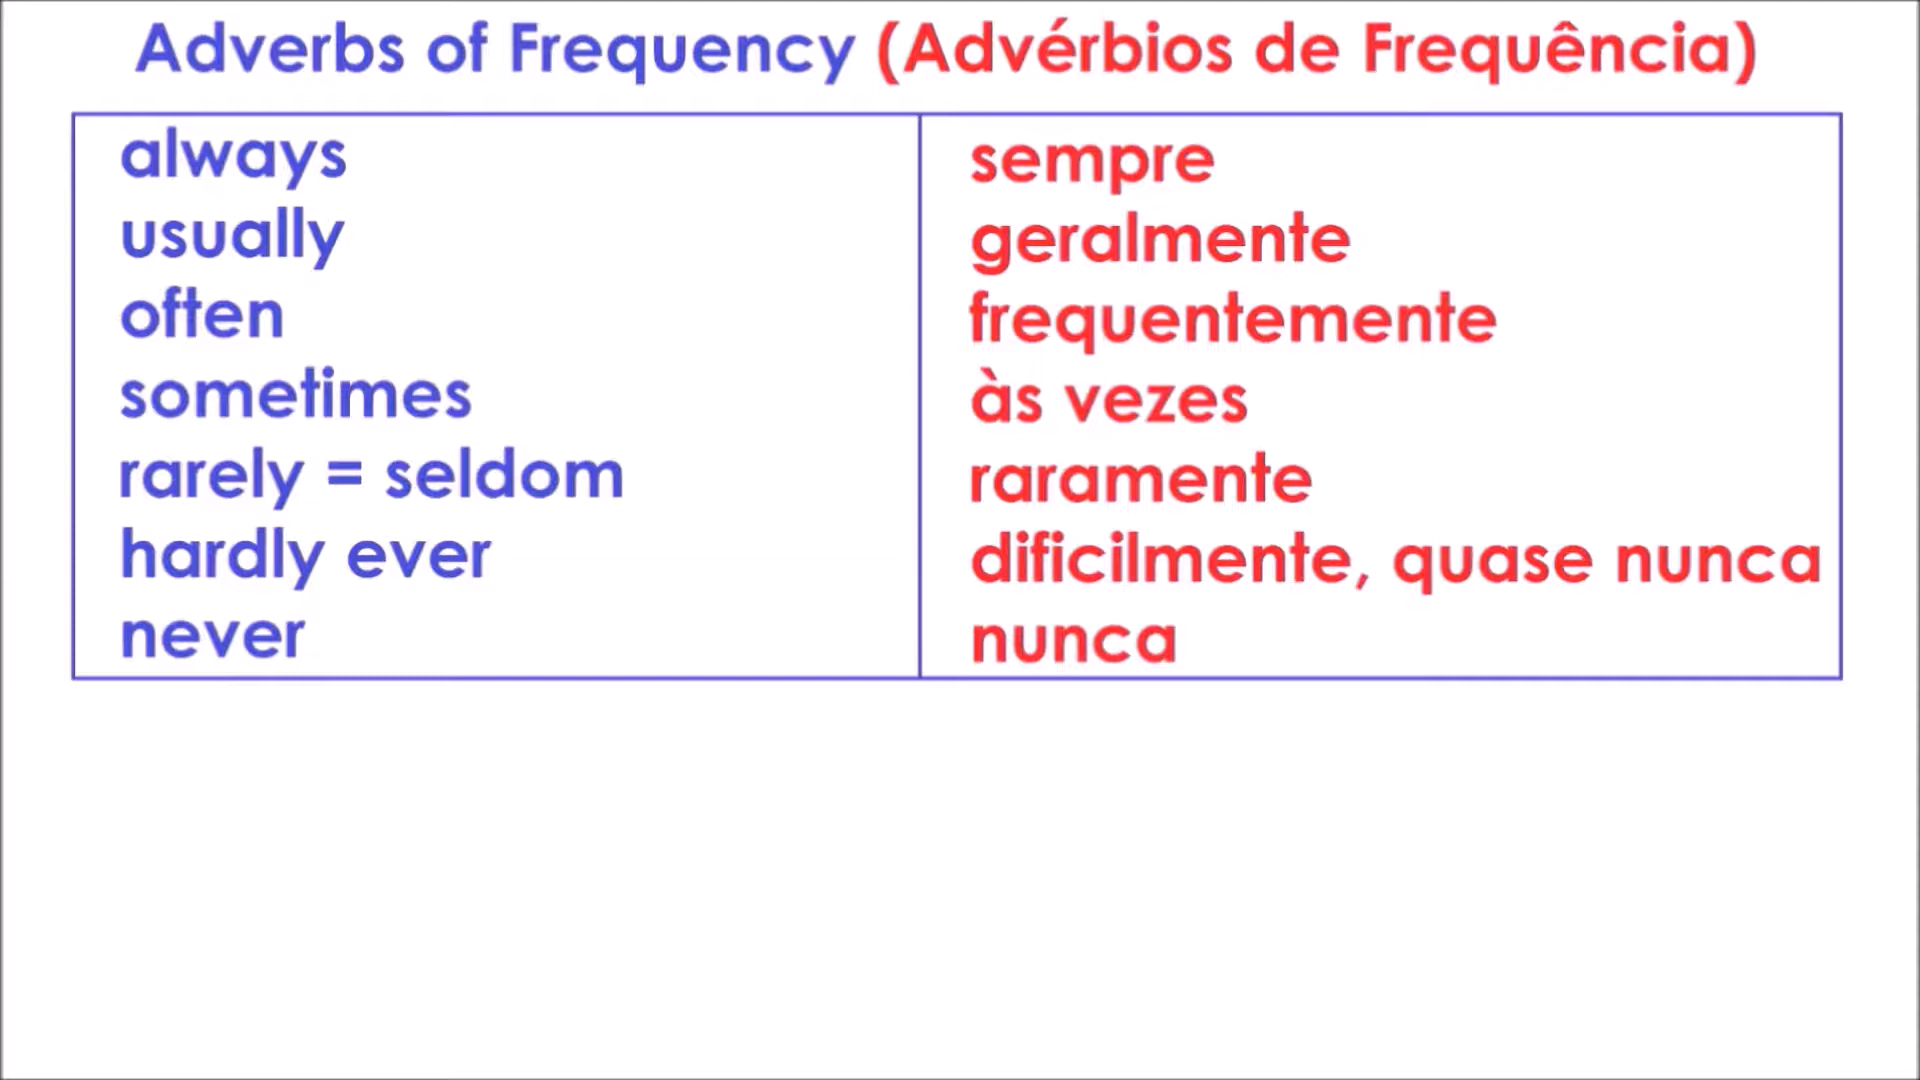 Adverbs of Frequency (Advérbios de Frequência)
always
usually
often
sometimes
rarely = seldom
hardly ever
never
sempre
geralmente
frequentemente
às vezes
raramente
dificilmente, quase nunca
nunca